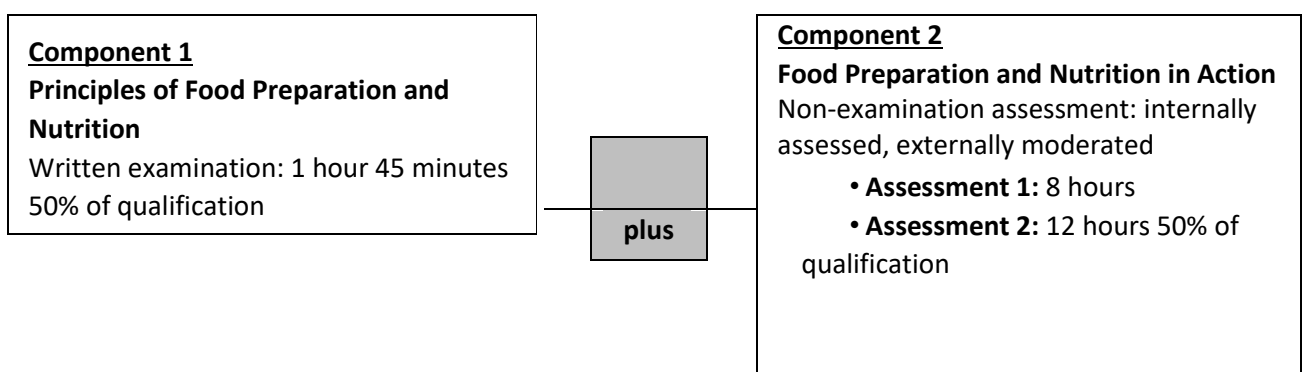 Component 1
Principles of Food Preparation and
Nutrition
Written examination: 1 hour 45 minutes
50% of qualification
plus
Component 2
Food Preparation and Nutrition in Action
Non-examination assessment: internally
assessed, externally moderated
• Assessment 1: 8 hours
• Assessment 2: 12 hours 50% of
qualification